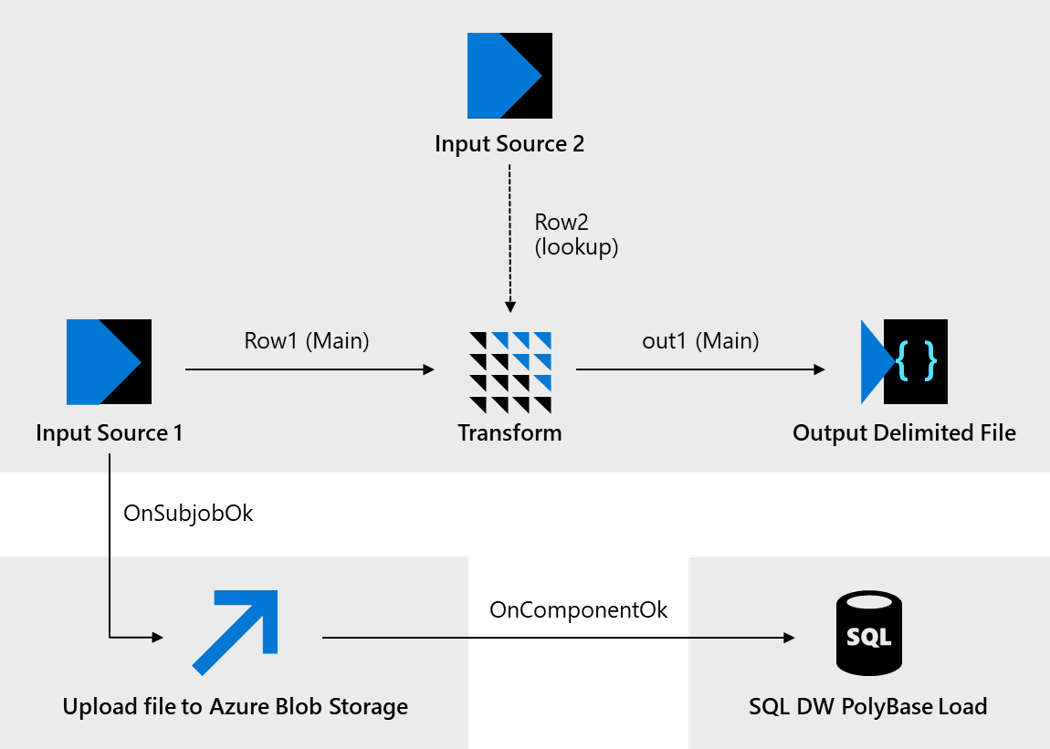 Input Source 2
Row2
(lookup)
Row1 (Main)
out1 (Main)
{ }
Input Source 1
Transform
Output Delimited File
OnSubjobOk
OnComponentOk
SQL
Upload file to Azure Blob Storage
SQL DW PolyBase Load